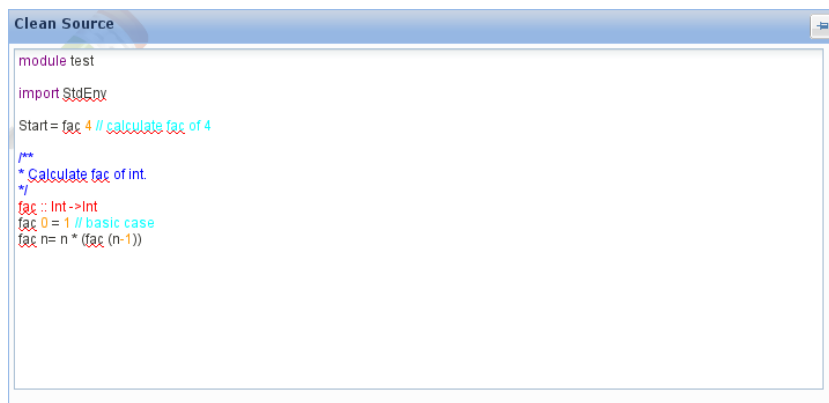 Clean Source
module test
import StdEnv
Start = fac 4 // calculate fac of 4
/**
* Calculate fac of int.
*/
fac :: Int ->Int
fac 0 = 1 // basic case
fac n= n * (fac (n-1))